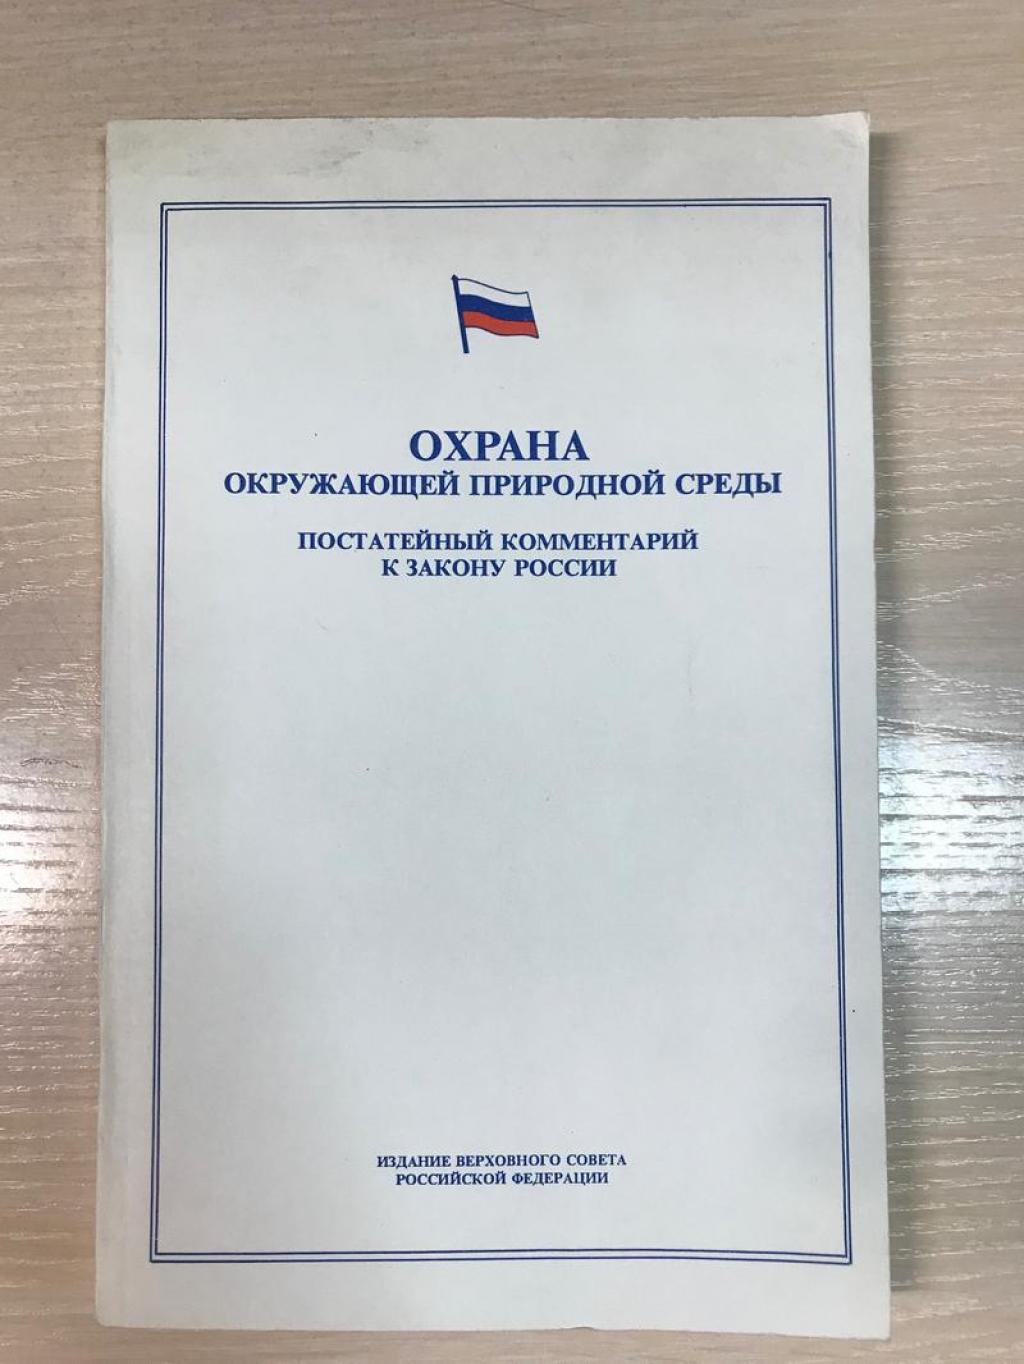 ОХРАНА
ОКРУЖАЮЩЕЙ ПРИРОДНОЙ СРЕДЫ
ПОСТАТЕЙНЫЙ КОММЕНТАРИЙ
К ЗАКОНУ РОССИИ
ИЗДАНИЕ ВЕРХОВНОГО СОВЕТА
РОССИЙСКОЙ ФЕДЕРАЦИИ